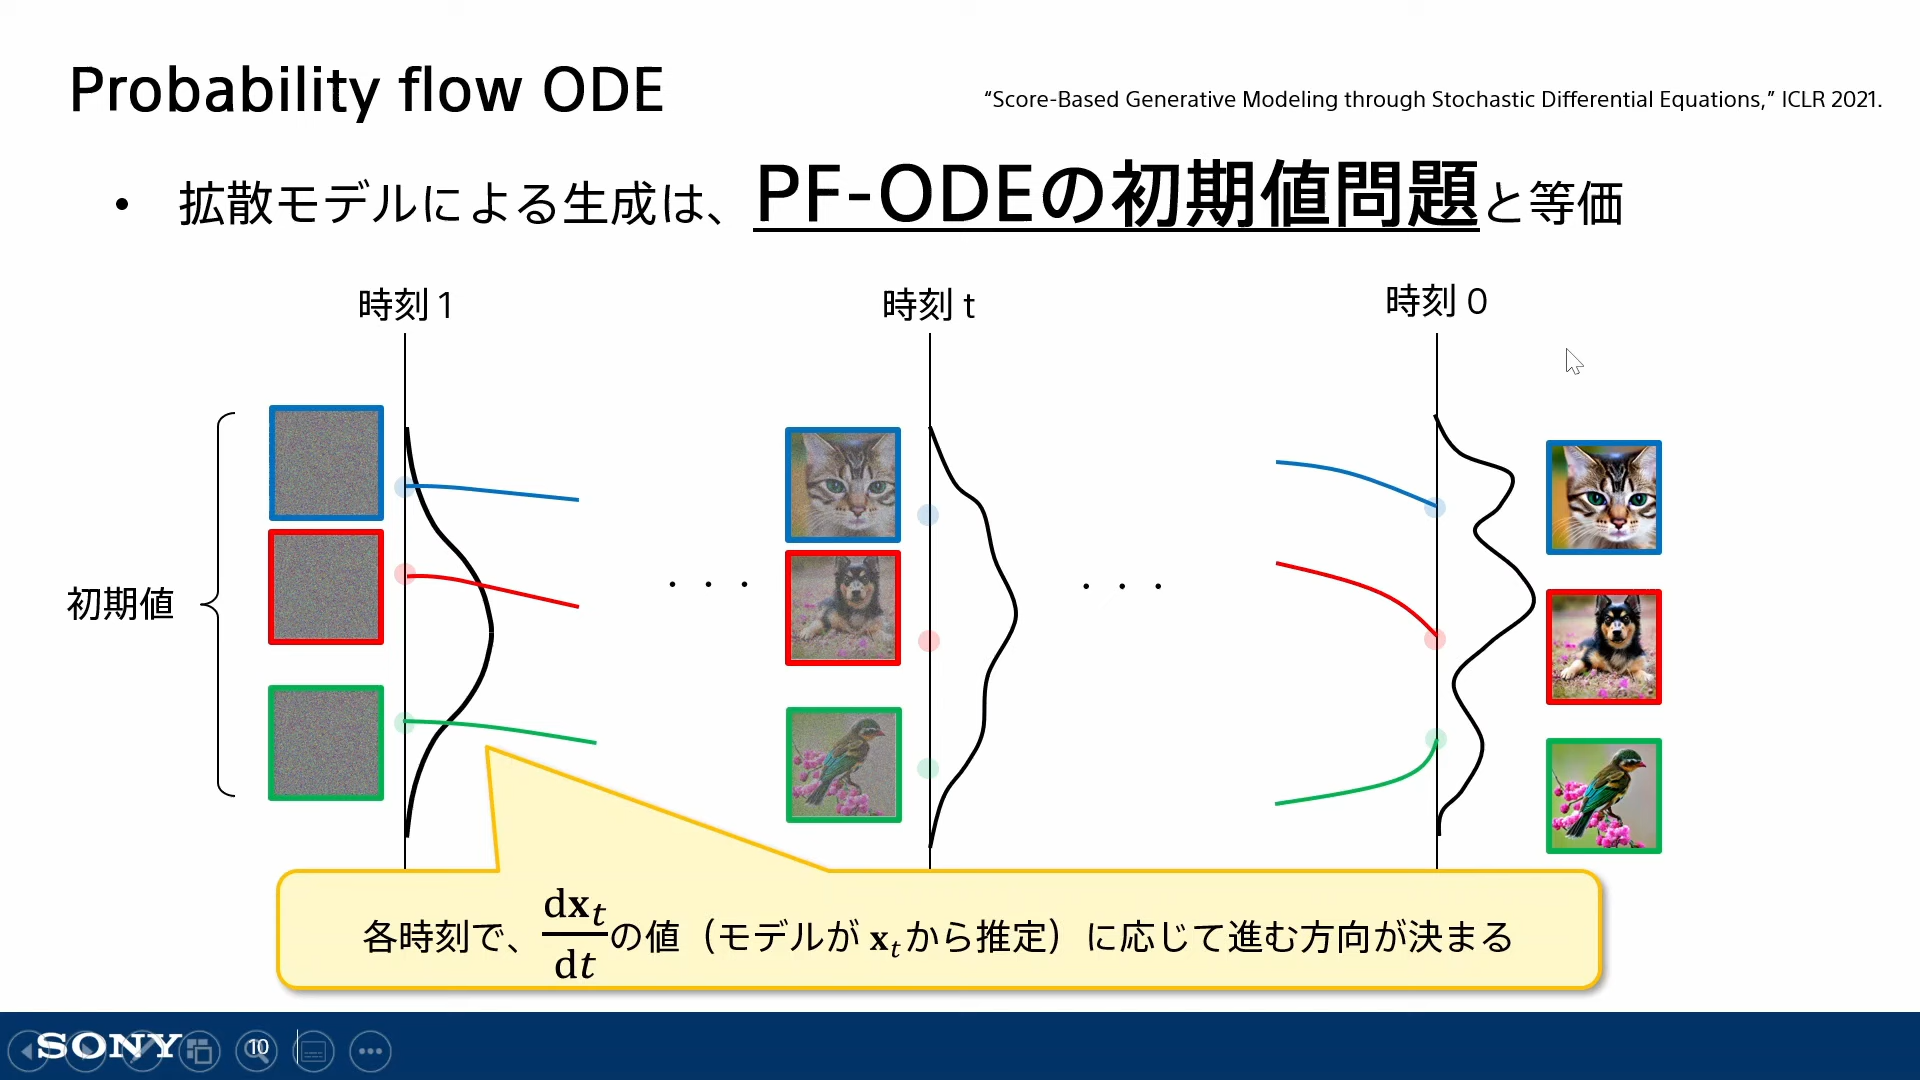 Probability flow ODE
“Score-Based Generative Modeling through Stochastic Differential Equations,” ICLR 2021.
• 拡散モデルによる生成は、PF-ODEの初期値問題と等価
時刻 1
時刻 t
時刻 0
初期値
. . .
. . .
各時刻で、dx_t/dt の値（モデルが x_t から推定）に応じて進む方向が決まる
SONY
10